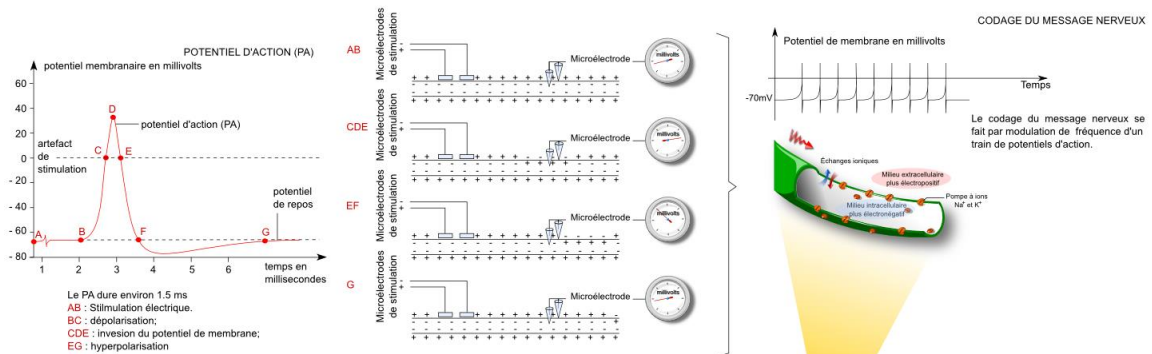 POTENTIEL D'ACTION (PA)
potentiel membranaire en millivolts
60
40
20
0
- 20
- 40
- 60
- 80
D
potentiel d'action (PA)
artefact
de
stimulation
C
E
potentiel
de repos
A
B
F
G
1
2
3
4
5
6
temps en
millisecondes
Le PA dure environ 1.5 ms
AB : Stilmulation électrique.
BC : dépolarisation;
CDE : invesion du potentiel de membrane;
EG : hyperpolarisation
AB
Microélectrodes
de stimulation
Microélectrode
millivolts
CDE
Microélectrodes
de stimulation
Microélectrode
millivolts
EF
Microélectrodes
de stimulation
Microélectrode
millivolts
G
Microélectrodes
de stimulation
Microélectrode
millivolts
CODAGE DU MESSAGE NERVEUX
Potentiel de membrane en millivolts
Temps
-70mV
Le codage du message nerveux se
fait par modulation de fréquence d'un
train de potentiels d'action.
Échanges ioniques
Milieu extracellulaire
plus électropositif
Milieu intracellulaire
plus électronégatif
Pompe à ions
Na⁺ et K⁺